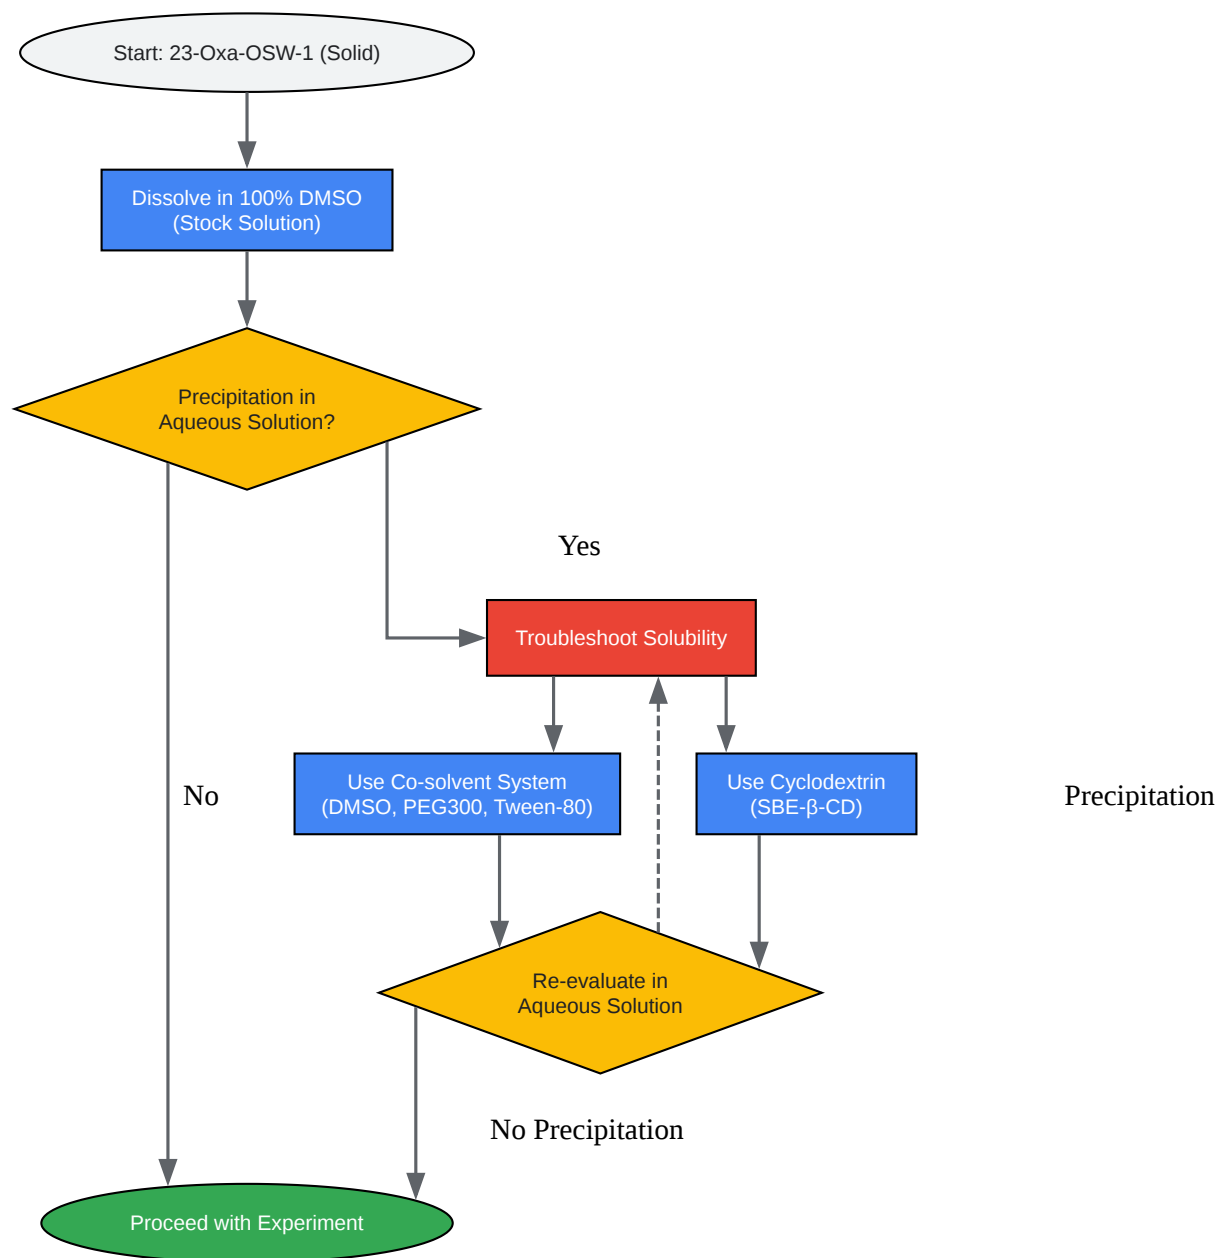 Start: 23-Oxa-OSW-1 (Solid)
Dissolve in 100% DMSO
(Stock Solution)
Precipitation in
Aqueous Solution?
Yes
Troubleshoot Solubility
No
Use Co-solvent System
(DMSO, PEG300, Tween-80)
Use Cyclodextrin
(SBE-β-CD)
Precipitation
Re-evaluate in
Aqueous Solution
No Precipitation
Proceed with Experiment